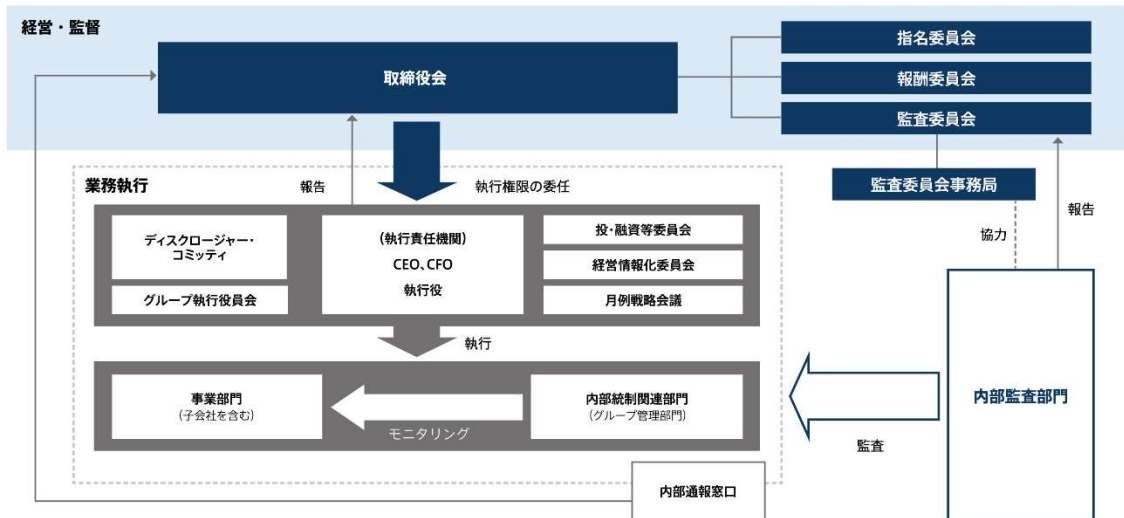 経営・監督
取締役会
指名委員会
報酬委員会
監査委員会
監査委員会事務局
業務執行
報告
執行権限の委任
協力
報告
ディスクロージャー・
コミッティ
グループ執行役員会
(執行責任機関)
CEO、CFO
執行役
投・融資等委員会
経営情報化委員会
月例戦略会議
執行
事業部門
(子会社を含む)
モニタリング
内部統制関連部門
(グループ管理部門)
監査
内部監査部門
内部通報窓口